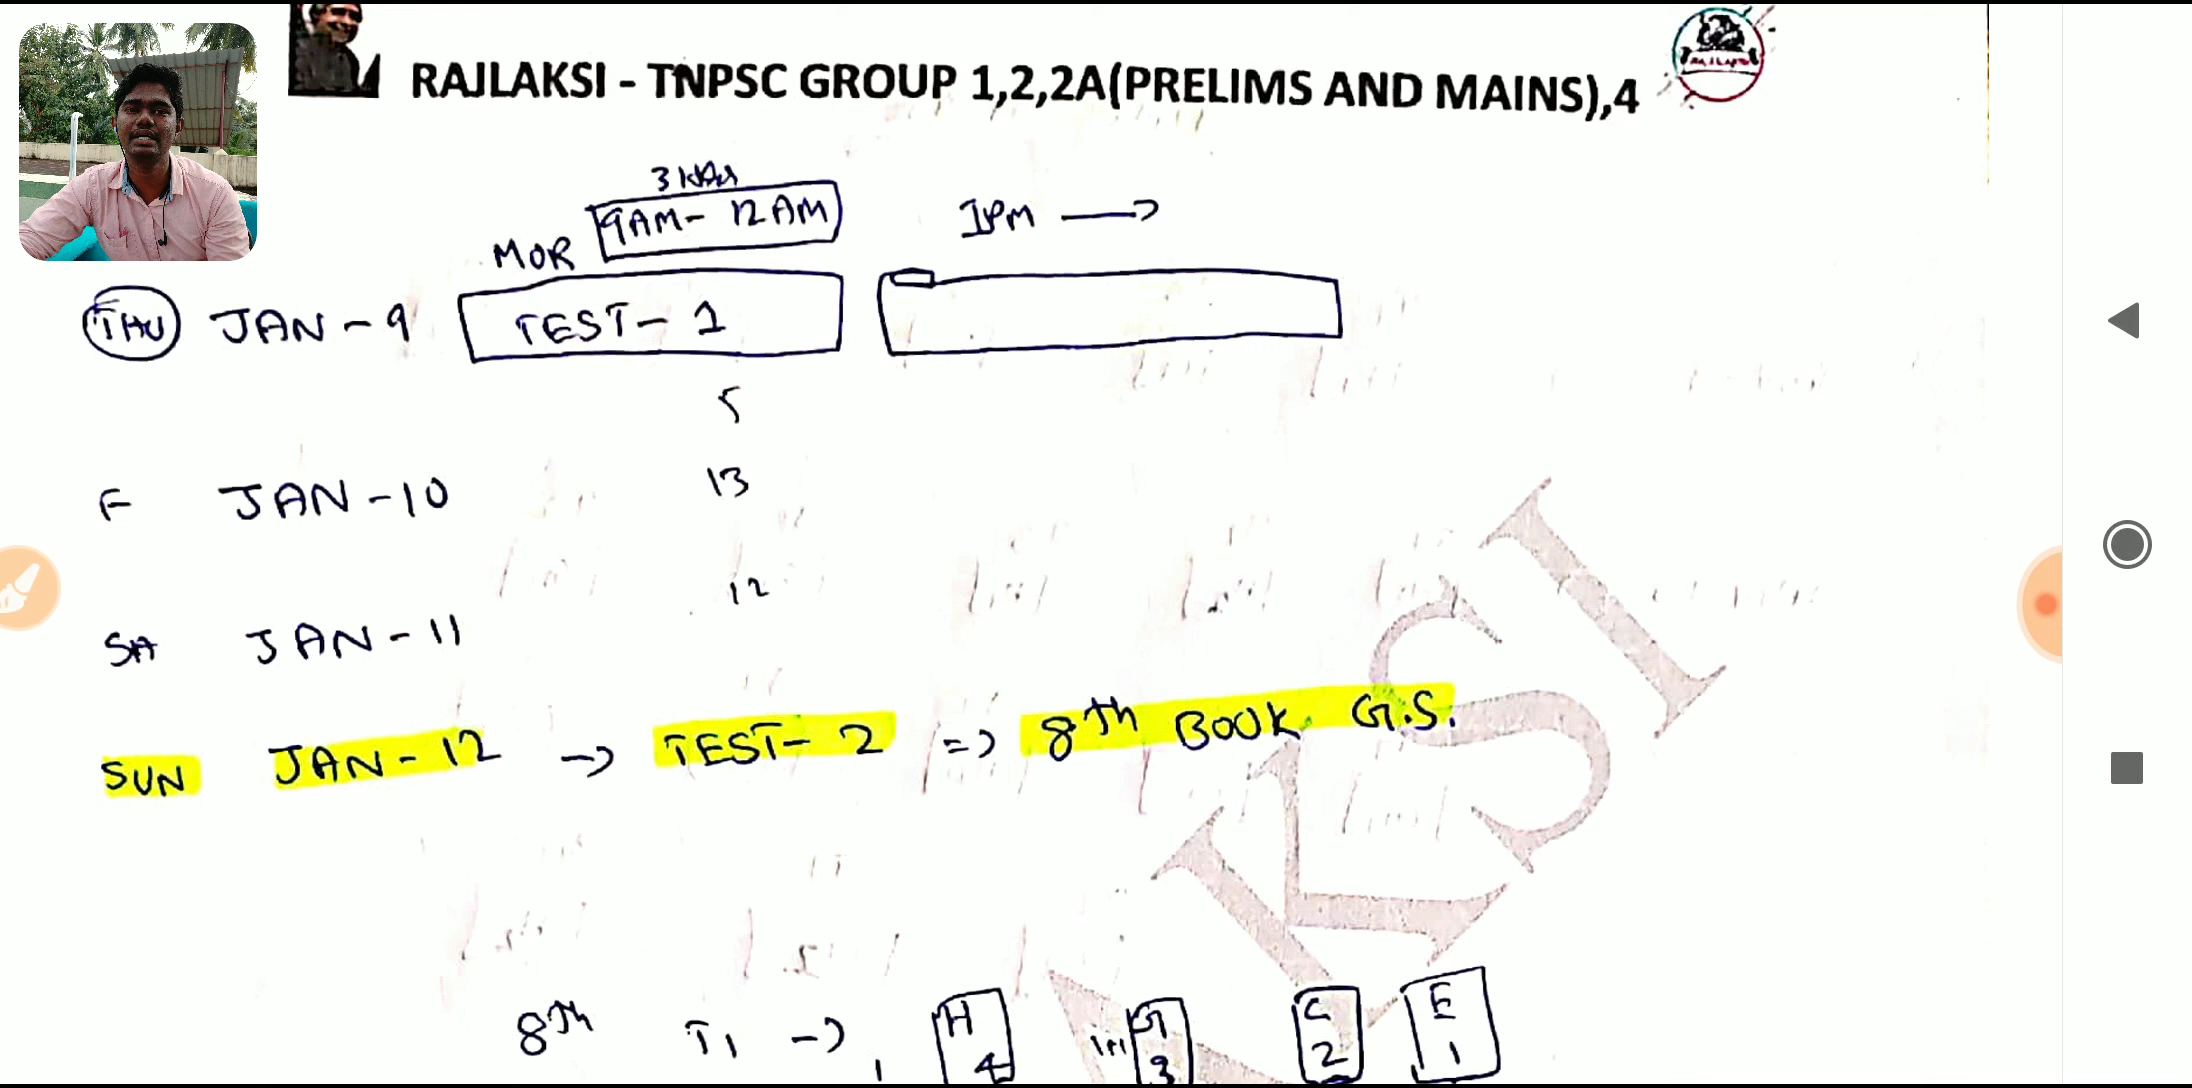 RAJLAKSI - TNPSC GROUP 1,2,2A(PRELIMS AND MAINS),4
9AM- 12AM
1PM →
MOR
THU JAN - 9 TEST- 1
5
F JAN -10 13
12
SA JAN - 11
SUN JAN - 12 → TEST- 2 => 8th BOOK G.S.
8th T1 → H G C E
4 3 2 1
KSI